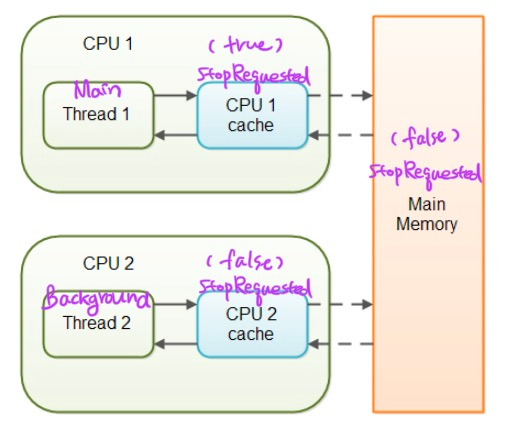 CPU 1
(true)
StopRequested
Main
Thread 1
CPU 1
cache
(false)
StopRequested
Main
Memory
CPU 2
(false)
StopRequested
Background
Thread 2
CPU 2
cache